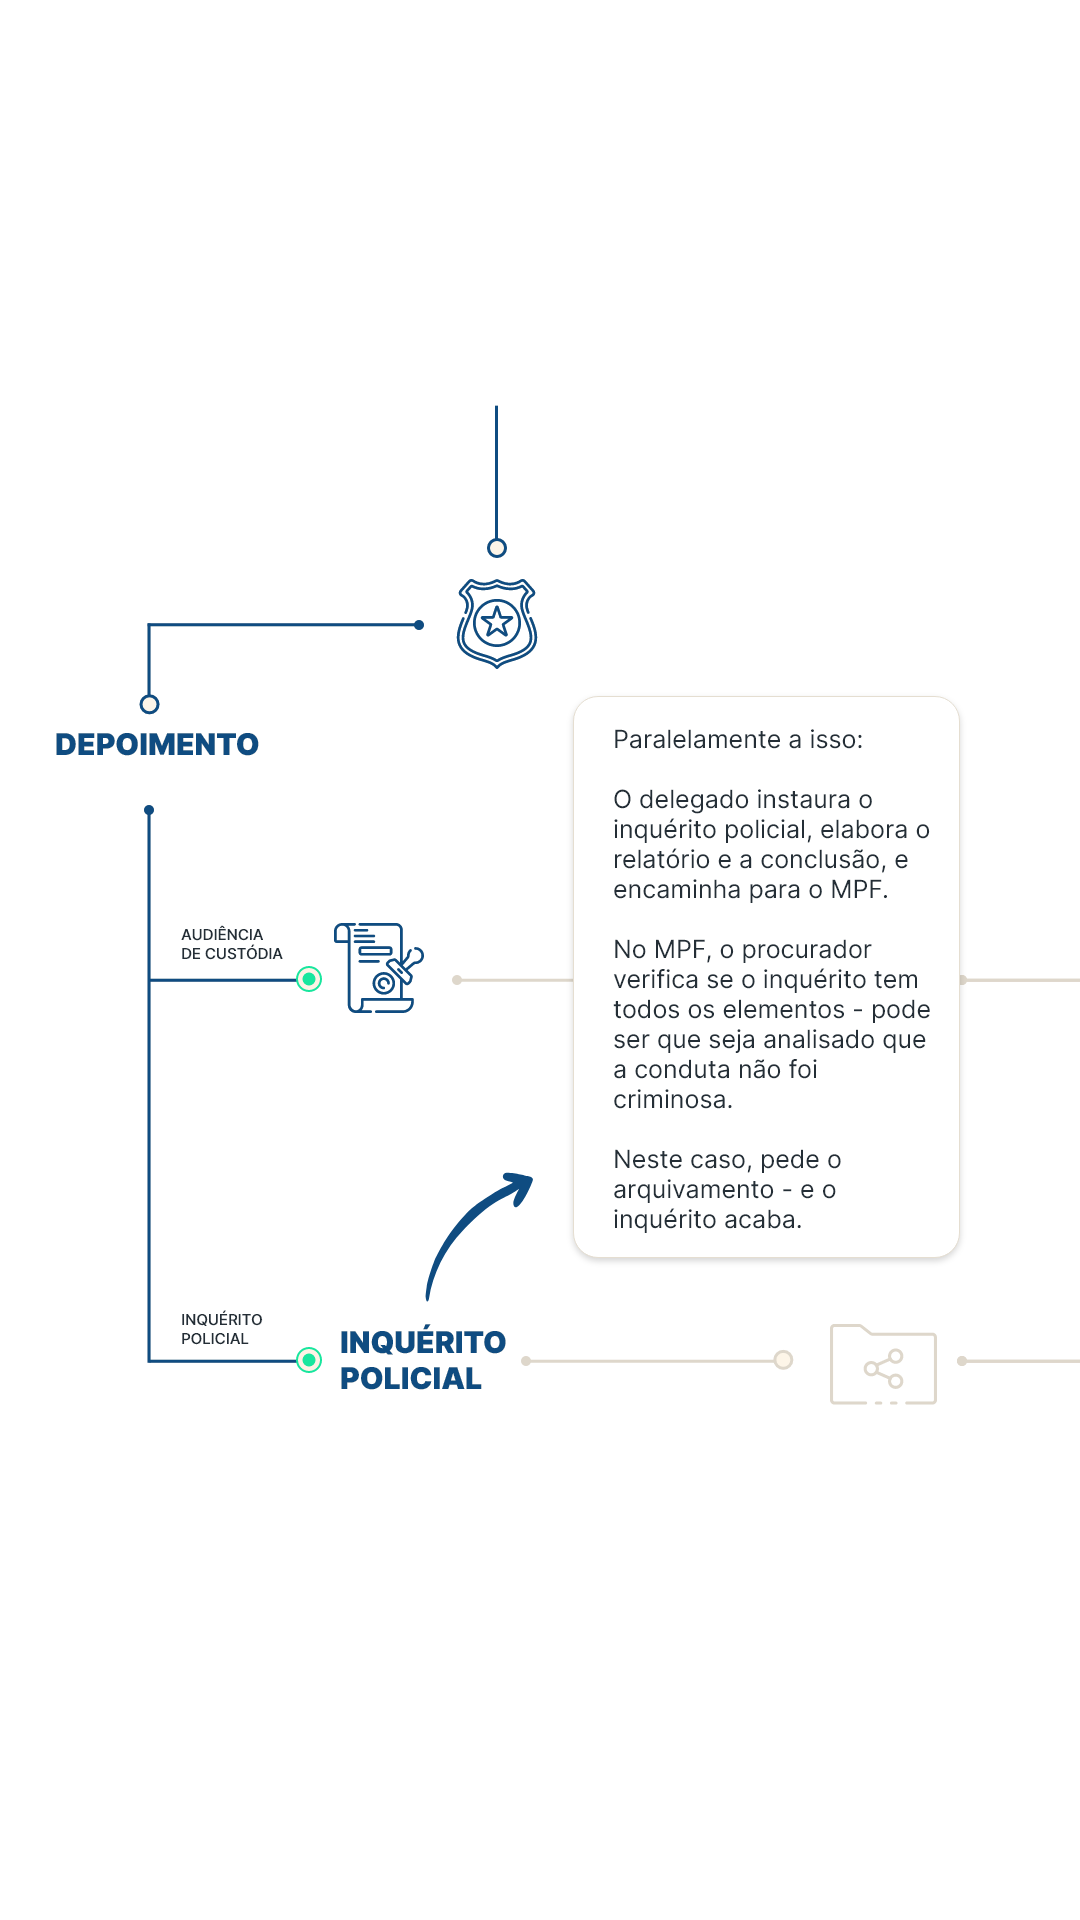 DEPOIMENTO
Paralelamente a isso:
O delegado instaura o
inquérito policial, elabora o
relatório e a conclusão, e
encaminha para o MPF.
No MPF, o procurador
verifica se o inquérito tem
todos os elementos - pode
ser que seja analisado que
a conduta não foi
criminosa.
Neste caso, pede o
arquivamento - e o
inquérito acaba.
AUDIÊNCIA
DE CUSTÓDIA
INQUÉRITO
POLICIAL
INQUÉRITO
POLICIAL